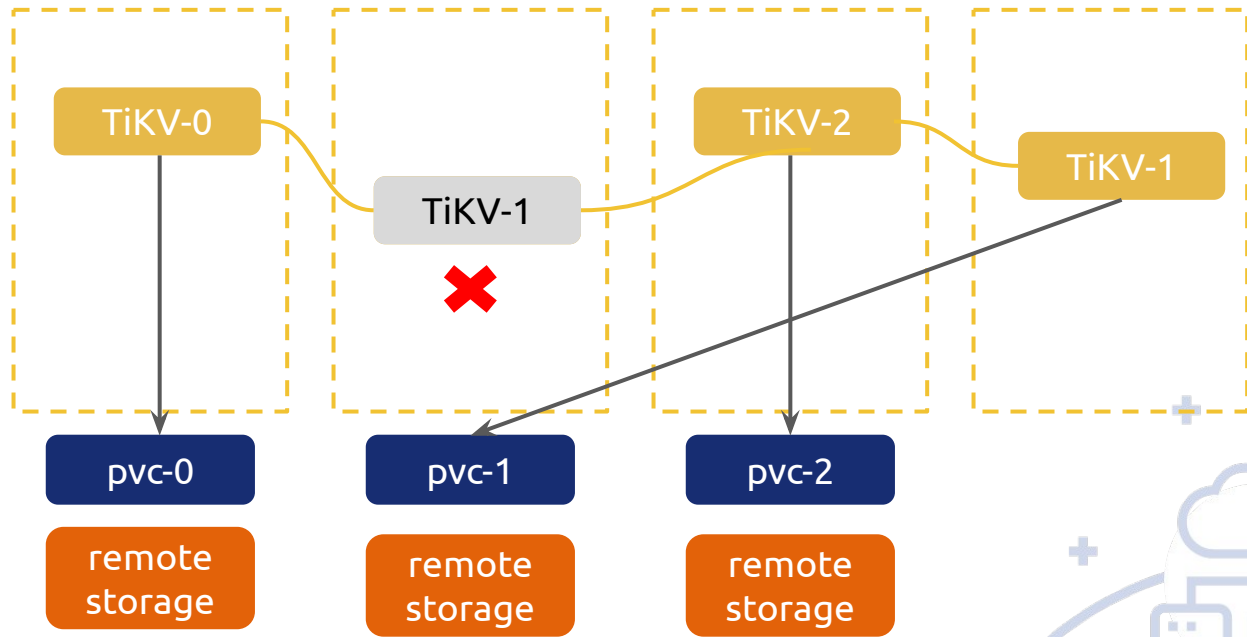 TiKV-0
TiKV-2
TiKV-1
TiKV-1
pvc-0
pvc-1
pvc-2
remote
storage
remote
storage
remote
storage